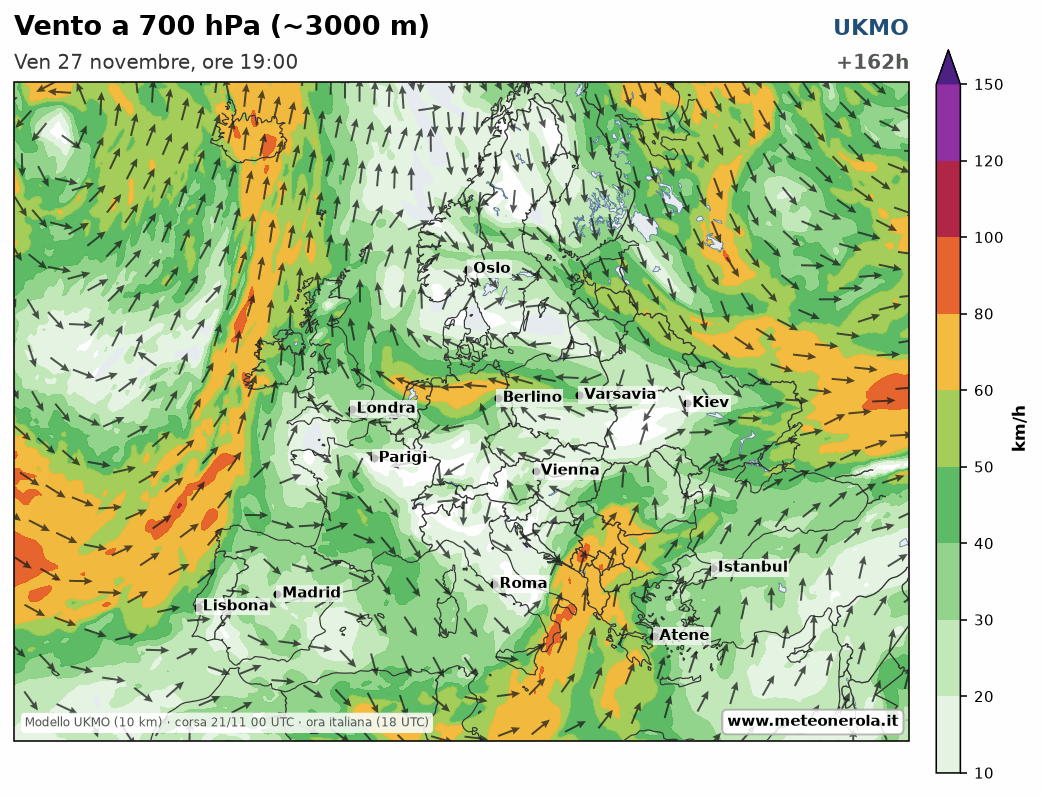 Vento a 700 hPa (~3000 m)
UKMO
Ven 27 novembre, ore 19:00
+162h
150
120
100
80
60
50
40
30
20
10
km/h
Oslo
Berlino
Varsavia
Kiev
Londra
Parigi
Vienna
Istanbul
Roma
Madrid
Lisbona
Atene
Modello UKMO (10 km) · corsa 21/11 00 UTC · ora italiana (18 UTC)
www.meteonerola.it